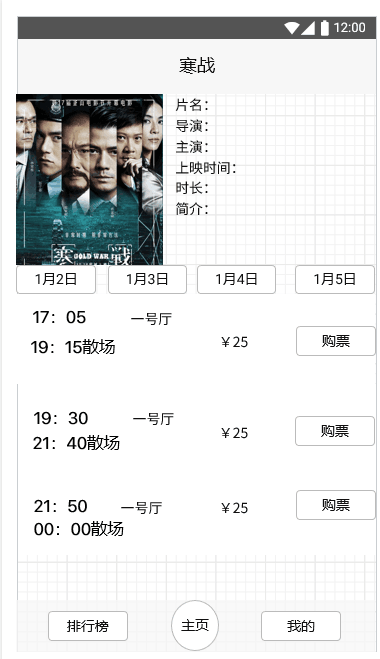 12:00
寒战
片名：
导演：
主演：
上映时间：
时长：
简介：
寒战
COLD WAR II
1月2日 1月3日 1月4日 1月5日
17：05 一号厅
19：15散场 ￥25 购票
19：30 一号厅
21：40散场 ￥25 购票
21：50 一号厅 ￥25 购票
00：00散场
排行榜 主页 我的